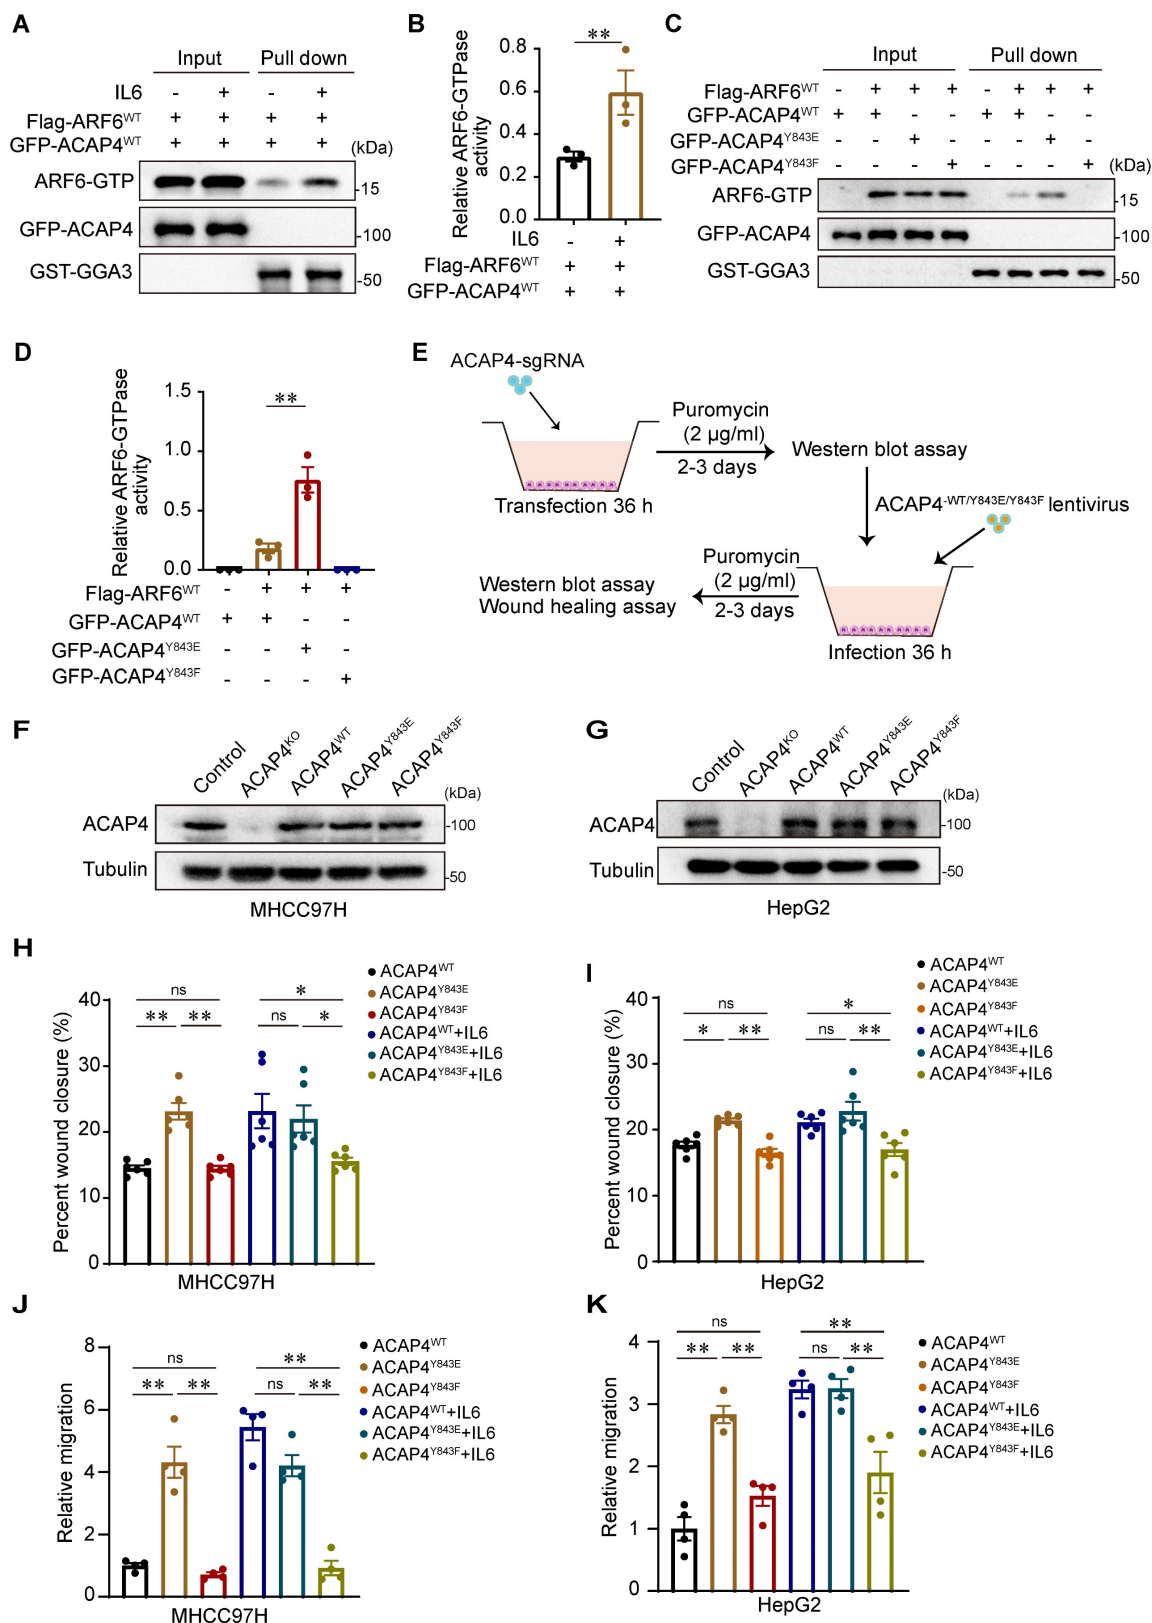 A
Input Pull down
IL6 - + - +
Flag-ARF6WT + + + +
GFP-ACAP4WT + + + + (kDa)
ARF6-GTP -15
GFP-ACAP4 -100
GST-GGA3 -50
B
**
Relative ARF6-GTPase
activity
0.8
0.6
0.4
0.2
0.0
IL6 - +
Flag-ARF6WT + +
GFP-ACAP4WT + +
C
Input Pull down
Flag-ARF6WT - + + + - + + +
GFP-ACAP4WT + + - - + + - -
GFP-ACAP4Y843E - - + - - - + -
GFP-ACAP4Y843F - - - + - - - + (kDa)
ARF6-GTP -15
GFP-ACAP4 -100
GST-GGA3 -50
D
**
Relative ARF6-GTPase
activity
1.5
1.0
0.5
0.0
Flag-ARF6WT - + + +
GFP-ACAP4WT + + - -
GFP-ACAP4Y843E - - + -
GFP-ACAP4Y843F - - - +
E
ACAP4-sgRNA
Transfection 36 h
Puromycin
(2 μg/ml)
2-3 days
Western blot assay
ACAP4-WT/Y843E/Y843F lentivirus
Infection 36 h
Puromycin
(2 μg/ml)
2-3 days
Western blot assay
Wound healing assay
F
Control ACAP4KO ACAP4WT ACAP4Y843E ACAP4Y843F
(kDa)
ACAP4 -100
Tubulin -50
MHCC97H
G
Control ACAP4KO ACAP4WT ACAP4Y843E ACAP4Y843F
(kDa)
ACAP4 -100
Tubulin -50
HepG2
H
ns *
** ** ns *
Percent wound closure (%)
40
30
20
10
0
MHCC97H
ACAP4WT
ACAP4Y843E
ACAP4Y843F
ACAP4WT+IL6
ACAP4Y843E+IL6
ACAP4Y843F+IL6
I
ns *
* ** ns **
Percent wound closure (%)
40
30
20
10
0
HepG2
ACAP4WT
ACAP4Y843E
ACAP4Y843F
ACAP4WT+IL6
ACAP4Y843E+IL6
ACAP4Y843F+IL6
J
ns **
** ** ns **
Relative migration
8
6
4
2
0
MHCC97H
ACAP4WT
ACAP4Y843E
ACAP4Y843F
ACAP4WT+IL6
ACAP4Y843E+IL6
ACAP4Y843F+IL6
K
ns **
** ** ns **
Relative migration
4
3
2
1
0
HepG2
ACAP4WT
ACAP4Y843E
ACAP4Y843F
ACAP4WT+IL6
ACAP4Y843E+IL6
ACAP4Y843F+IL6